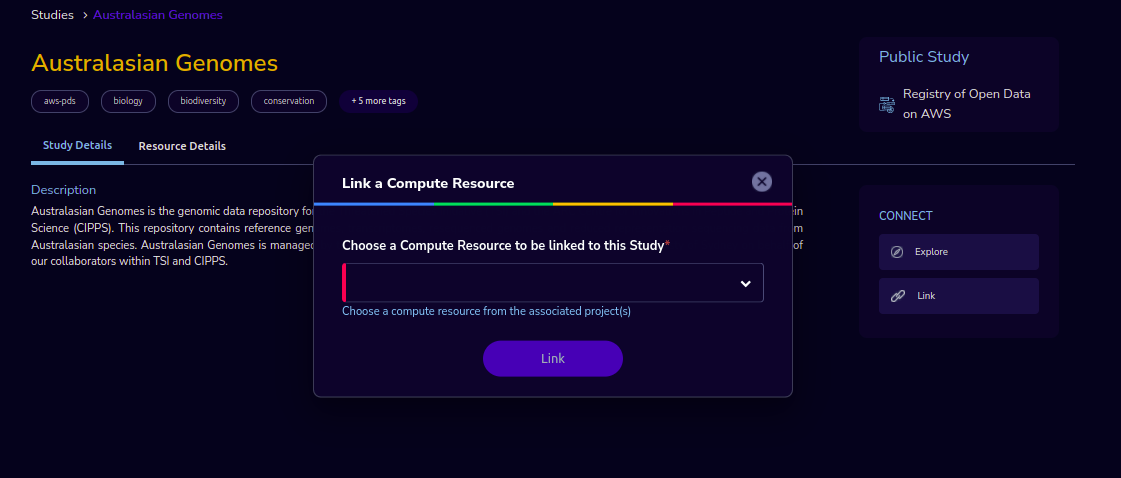 Studies > Australasian Genomes
Australasian Genomes
Public Study
Registry of Open Data
on AWS
aws-pds
biology
biodiversity
conservation
+ 5 more tags
Study Details
Resource Details
Description
Australasian Genomes is the genomic data repository fo
in
Science (CIPPS). This repository contains reference gen
m
Australasian species. Australasian Genomes is managed
of
our collaborators within TSI and CIPPS.
Link a Compute Resource
Choose a Compute Resource to be linked to this Study*
Choose a compute resource from the associated project(s)
Link
CONNECT
Explore
Link